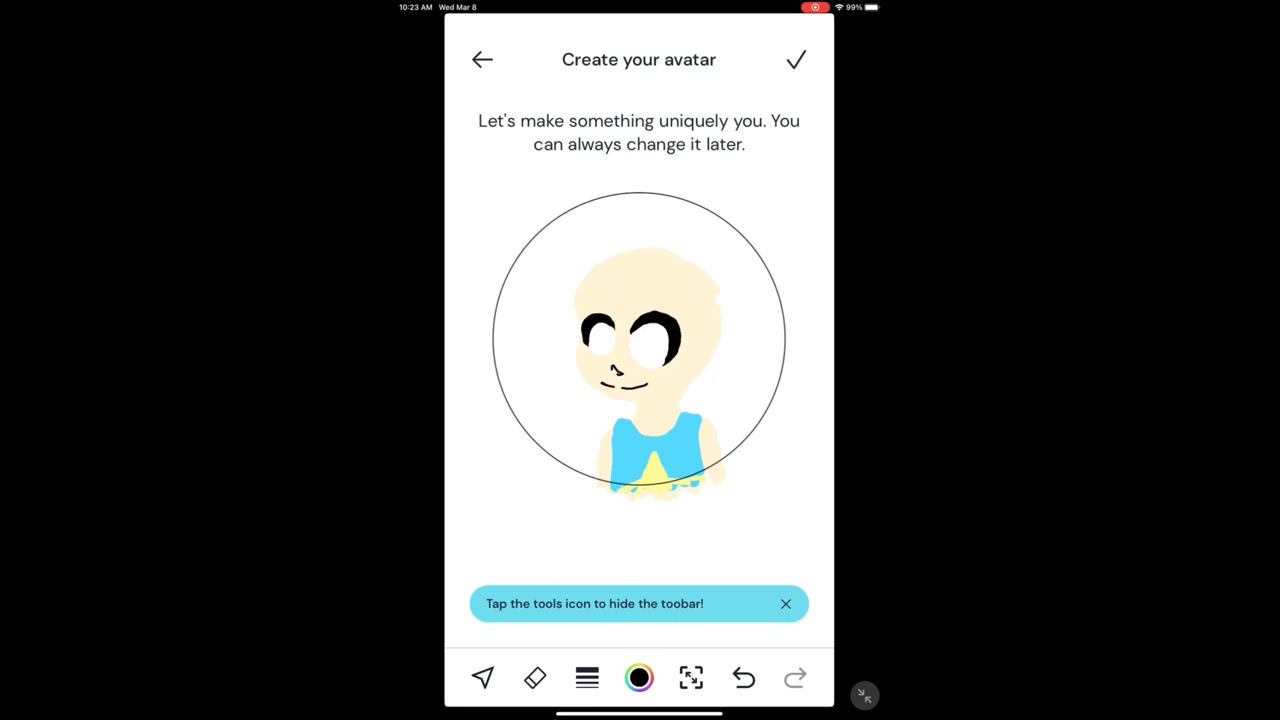 10:23 AM Wed Mar 8
99%
Create your avatar
Let's make something uniquely you. You
can always change it later.
Tap the tools icon to hide the toobar!